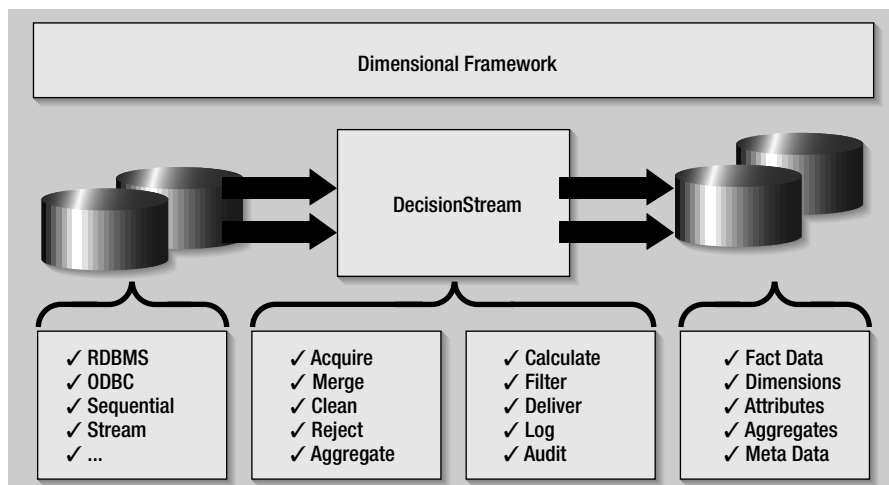 Dimensional Framework
DecisionStream
✓ RDBMS
✓ ODBC
✓ Sequential
✓ Stream
✓ ...
✓ Acquire
✓ Merge
✓ Clean
✓ Reject
✓ Aggregate
✓ Calculate
✓ Filter
✓ Deliver
✓ Log
✓ Audit
✓ Fact Data
✓ Dimensions
✓ Attributes
✓ Aggregates
✓ Meta Data